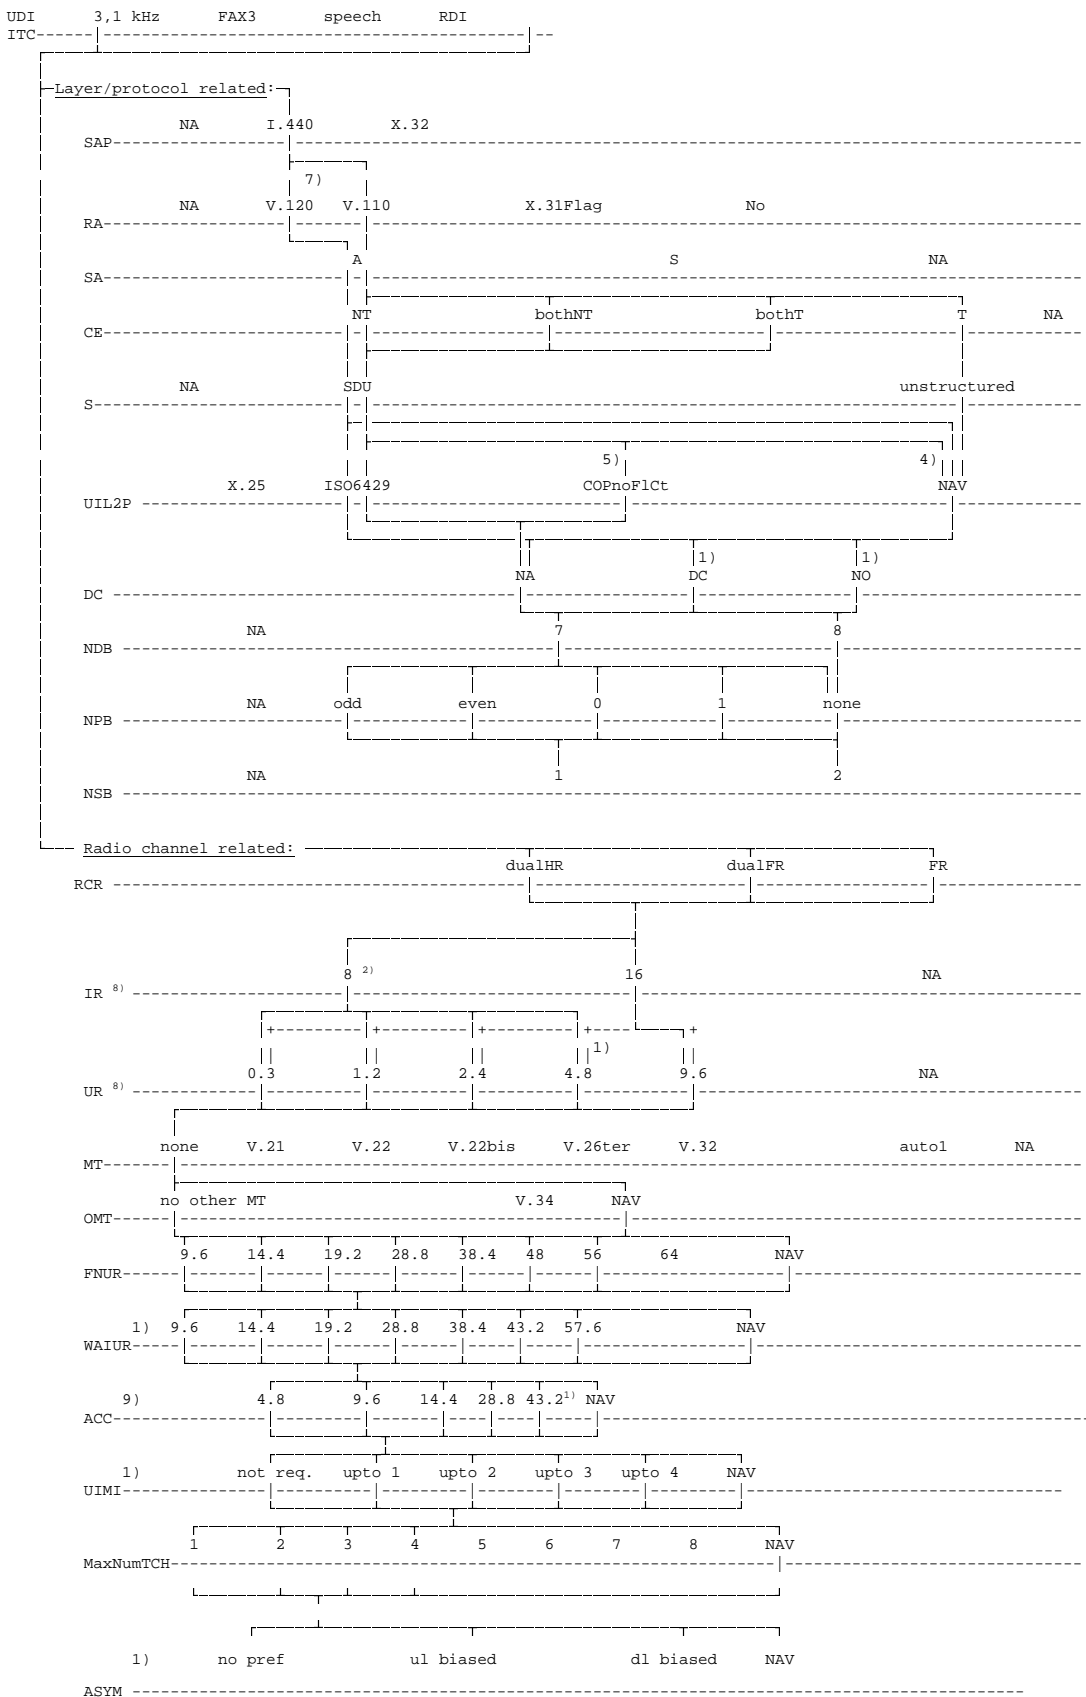 UDI 3,1 kHz FAX3 speech RDI
ITC
Layer/protocol related:
NA I.440 X.32
SAP
7)
NA V.120 V.110 X.31Flag No
RA
A S NA
SA
NT bothNT bothT T NA
CE
NA SDU unstructured
S
5) 4)
X.25 ISO6429 COPnoFlCt NAV
UIL2P
1) 1)
NA DC NO
DC
NA 7 8
NDB
NA odd even 0 1 none
NPB
NA 1 2
NSB
Radio channel related:
dualHR dualFR FR
RCR
8 2) 16 NA
IR 8)
+ + + + +
1)
0.3 1.2 2.4 4.8 9.6 NA
UR 8)
none V.21 V.22 V.22bis V.26ter V.32 auto1 NA
MT
no other MT V.34 NAV
OMT
9.6 14.4 19.2 28.8 38.4 48 56 64 NAV
FNUR
1) 9.6 14.4 19.2 28.8 38.4 43.2 57.6 NAV
WAIUR
9) 4.8 9.6 14.4 28.8 43.2 1) NAV
ACC
1) not req. upto 1 upto 2 upto 3 upto 4 NAV
UIMI
1 2 3 4 5 6 7 8 NAV
MaxNumTCH
1) no pref ul biased dl biased NAV
ASYM